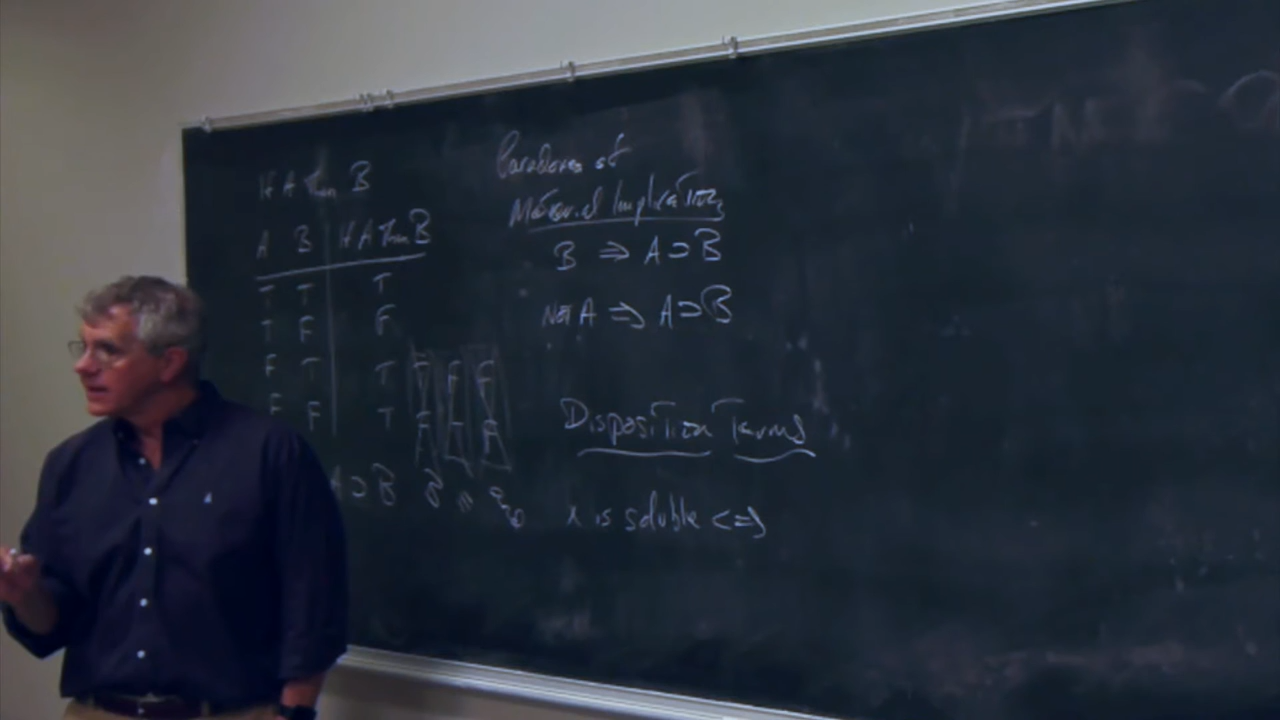 If A Then B
A B If A Then B
T T T
T F F
F T T F F F
F F T F T F
A ⊃ B B ≡ &
Paradoxes of
Material Implication
B ⇒ A ⊃ B
Not A ⇒ A ⊃ B
Disposition Terms
x is soluble <=>